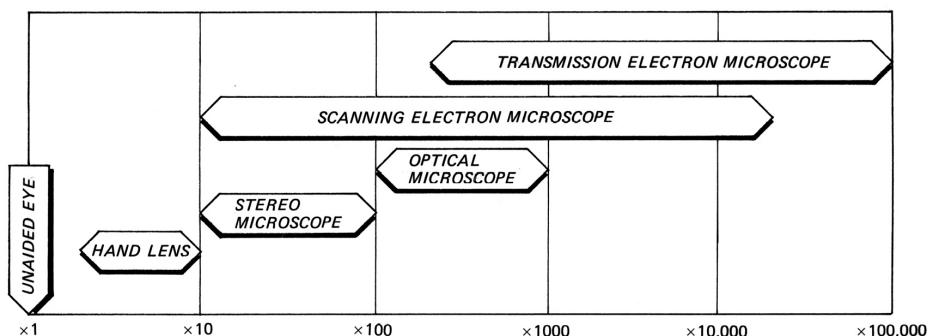 TRANSMISSION ELECTRON MICROSCOPE
SCANNING ELECTRON MICROSCOPE
OPTICAL
MICROSCOPE
STEREO
MICROSCOPE
HAND LENS
UNAIDED EYE
×1 ×10 ×100 ×1000 ×10.000 ×100.000